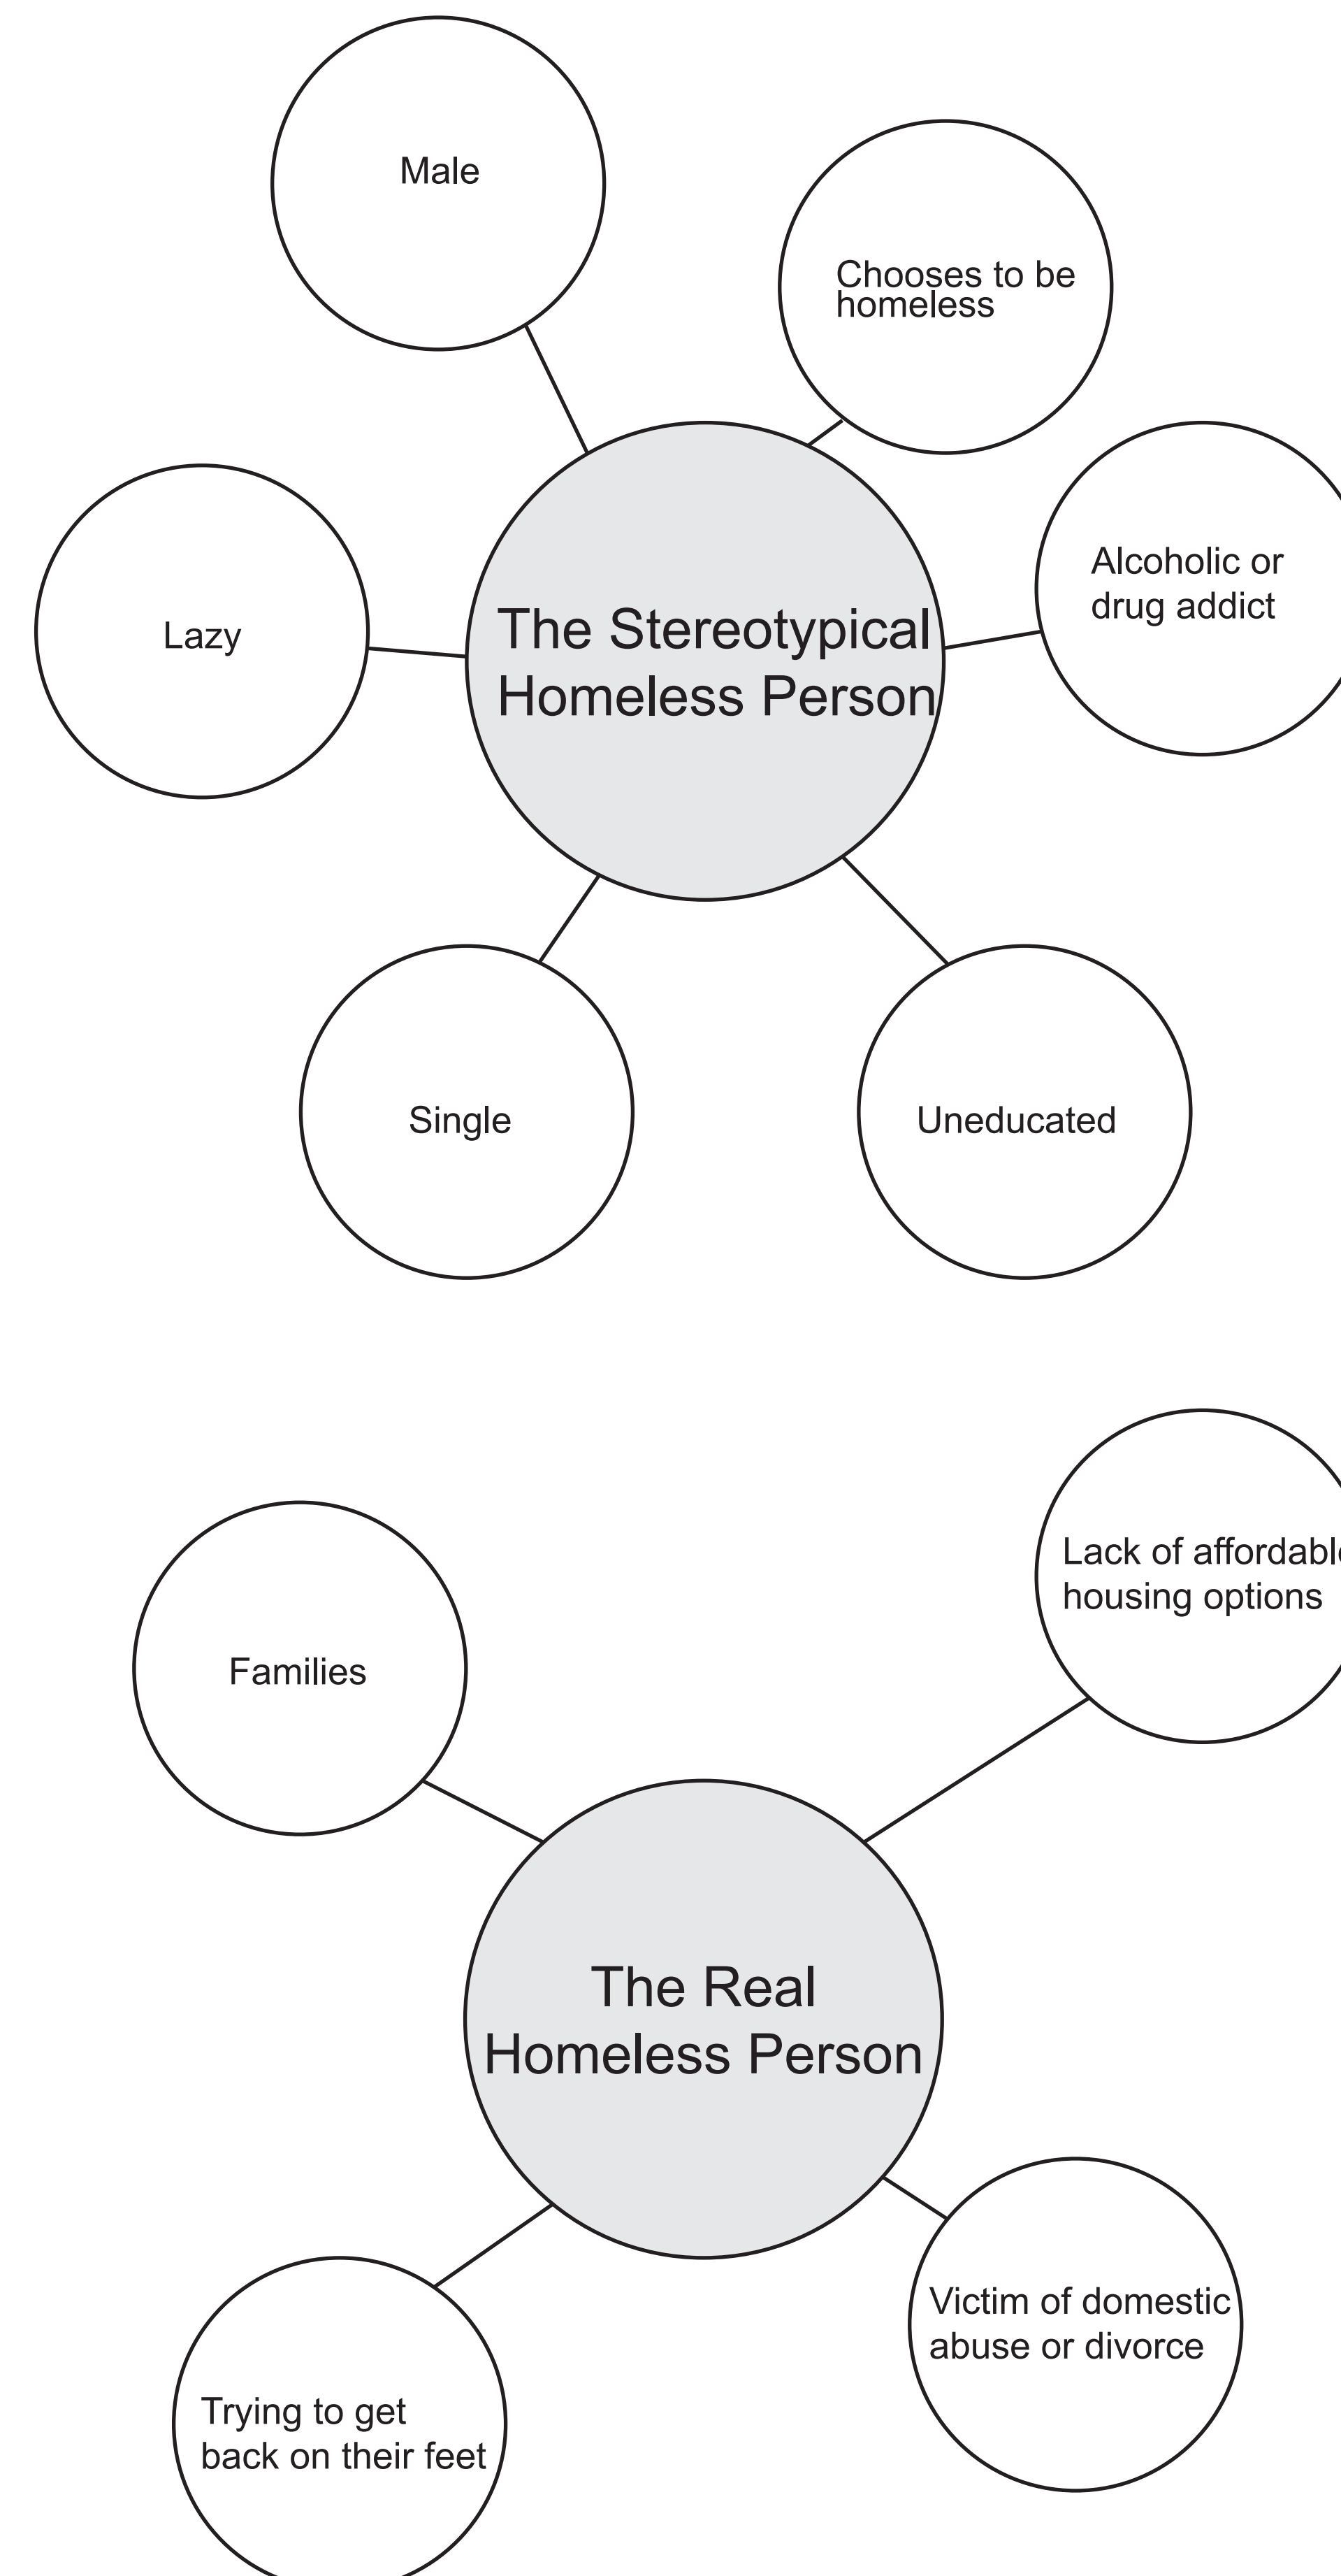 Male
Chooses to be
homeless
Alcoholic or
drug addict
The Stereotypical
Homeless Person
Lazy
Single
Uneducated
Lack of affordable
housing options
Families
The Real
Homeless Person
Victim of domestic
abuse or divorce
Trying to get
back on their feet